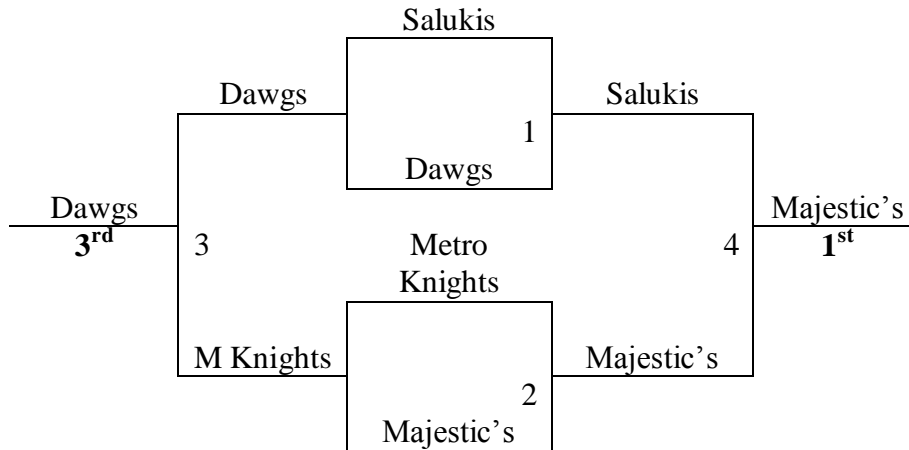 Salukis
Dawgs
Salukis
1
Dawgs
Dawgs
3rd
3
Metro
Knights
4
Majestic’s
1st
M Knights
Majestic’s
2
Majestic’s